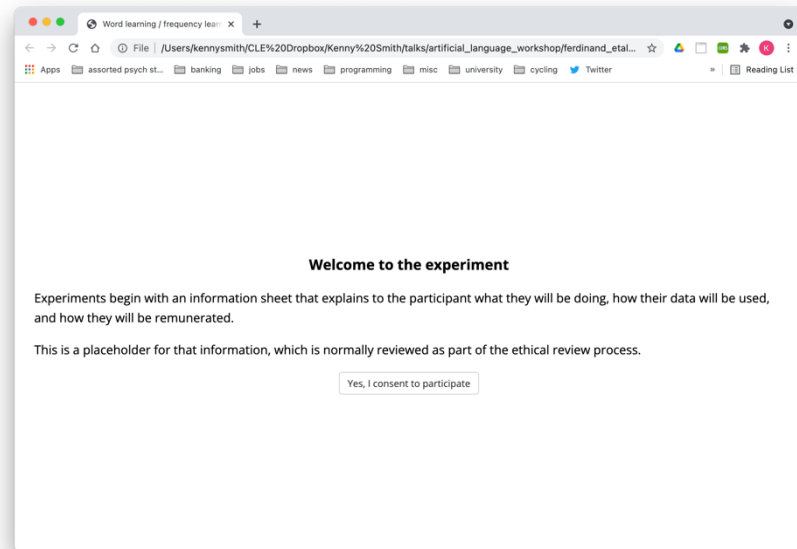 Word learning / frequency lear
File | /Users/kennysmith/CLE%20Dropbox/Kenny%20Smith/talks/artificial_language_workshop/ferdinand_etal...
Apps assorted psych st... banking jobs news programming misc university cycling Twitter » Reading List
Welcome to the experiment
Experiments begin with an information sheet that explains to the participant what they will be doing, how their data will be used,
and how they will be remunerated.
This is a placeholder for that information, which is normally reviewed as part of the ethical review process.
Yes, I consent to participate